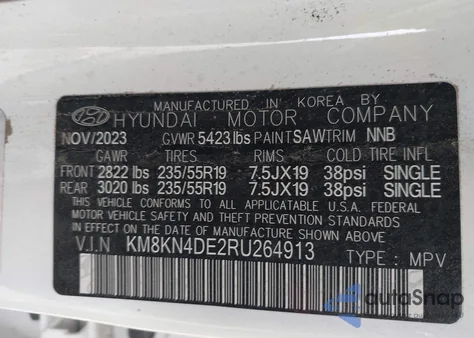 MANUFACTURED IN KOREA BY
HYUNDAI MOTOR COMPANY
NOV/2023 GVWR 5423 lbs PAINT SAW TRIM NNB
GAWR TIRES RIMS COLD TIRE INFL
FRONT 2822 lbs 235/55R19 7.5JX19 38psi SINGLE
REAR 3020 lbs 235/55R19 7.5JX19 38psi SINGLE
THIS VEHICLE CONFORMS TO ALL APPLICABLE U.S.A. FEDERAL
MOTOR VEHICLE SAFETY AND THEFT PREVENTION STANDARDS
IN EFFECT ON THE DATE OF MANUFACTURE SHOWN ABOVE.
V.I.N KM8KN4DE2RU264913
TYPE : MPV
autoSnap